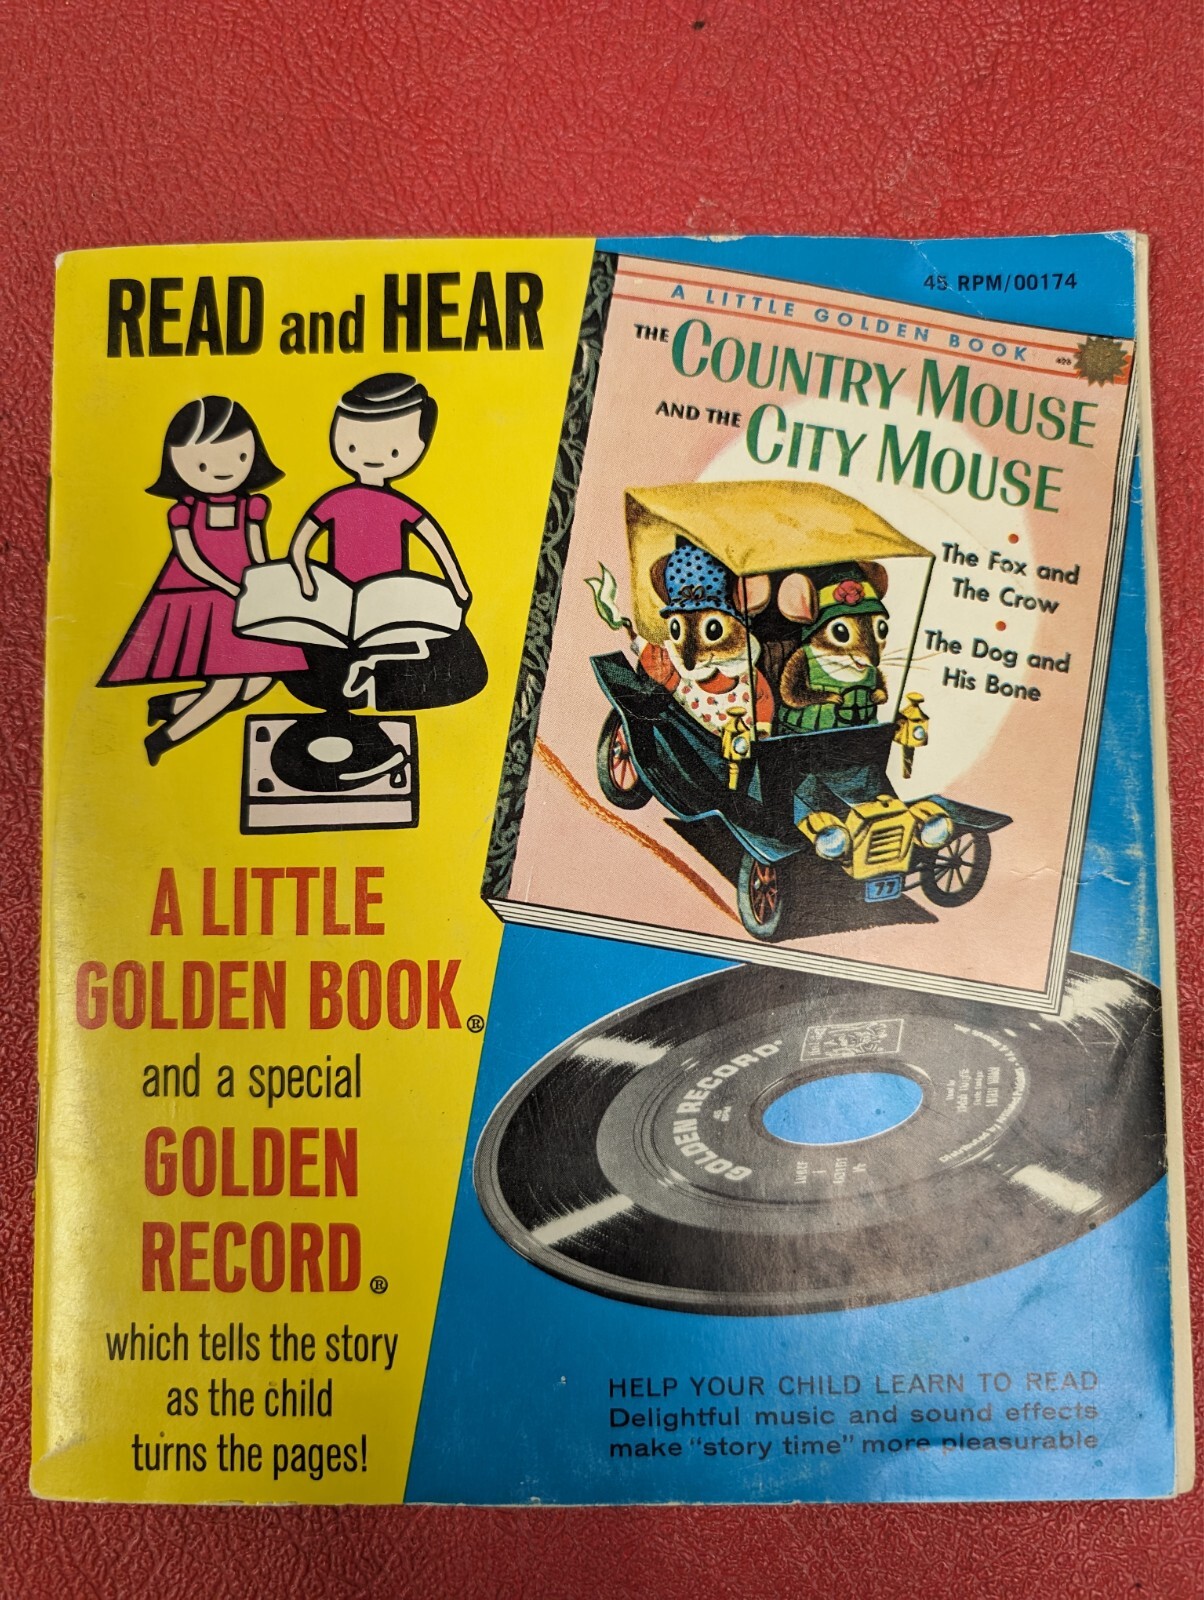 READ and HEAR
45 RPM/00174
A LITTLE GOLDEN BOOK
THE COUNTRY MOUSE
AND THE CITY MOUSE
• The Fox and
The Crow
• The Dog and
His Bone
77
A LITTLE
GOLDEN BOOK®
and a special
GOLDEN
RECORD®
which tells the story
as the child
turns the pages!
GOLDEN RECORD
HELP YOUR CHILD LEARN TO READ
Delightful music and sound effects
make "story time" more pleasurable